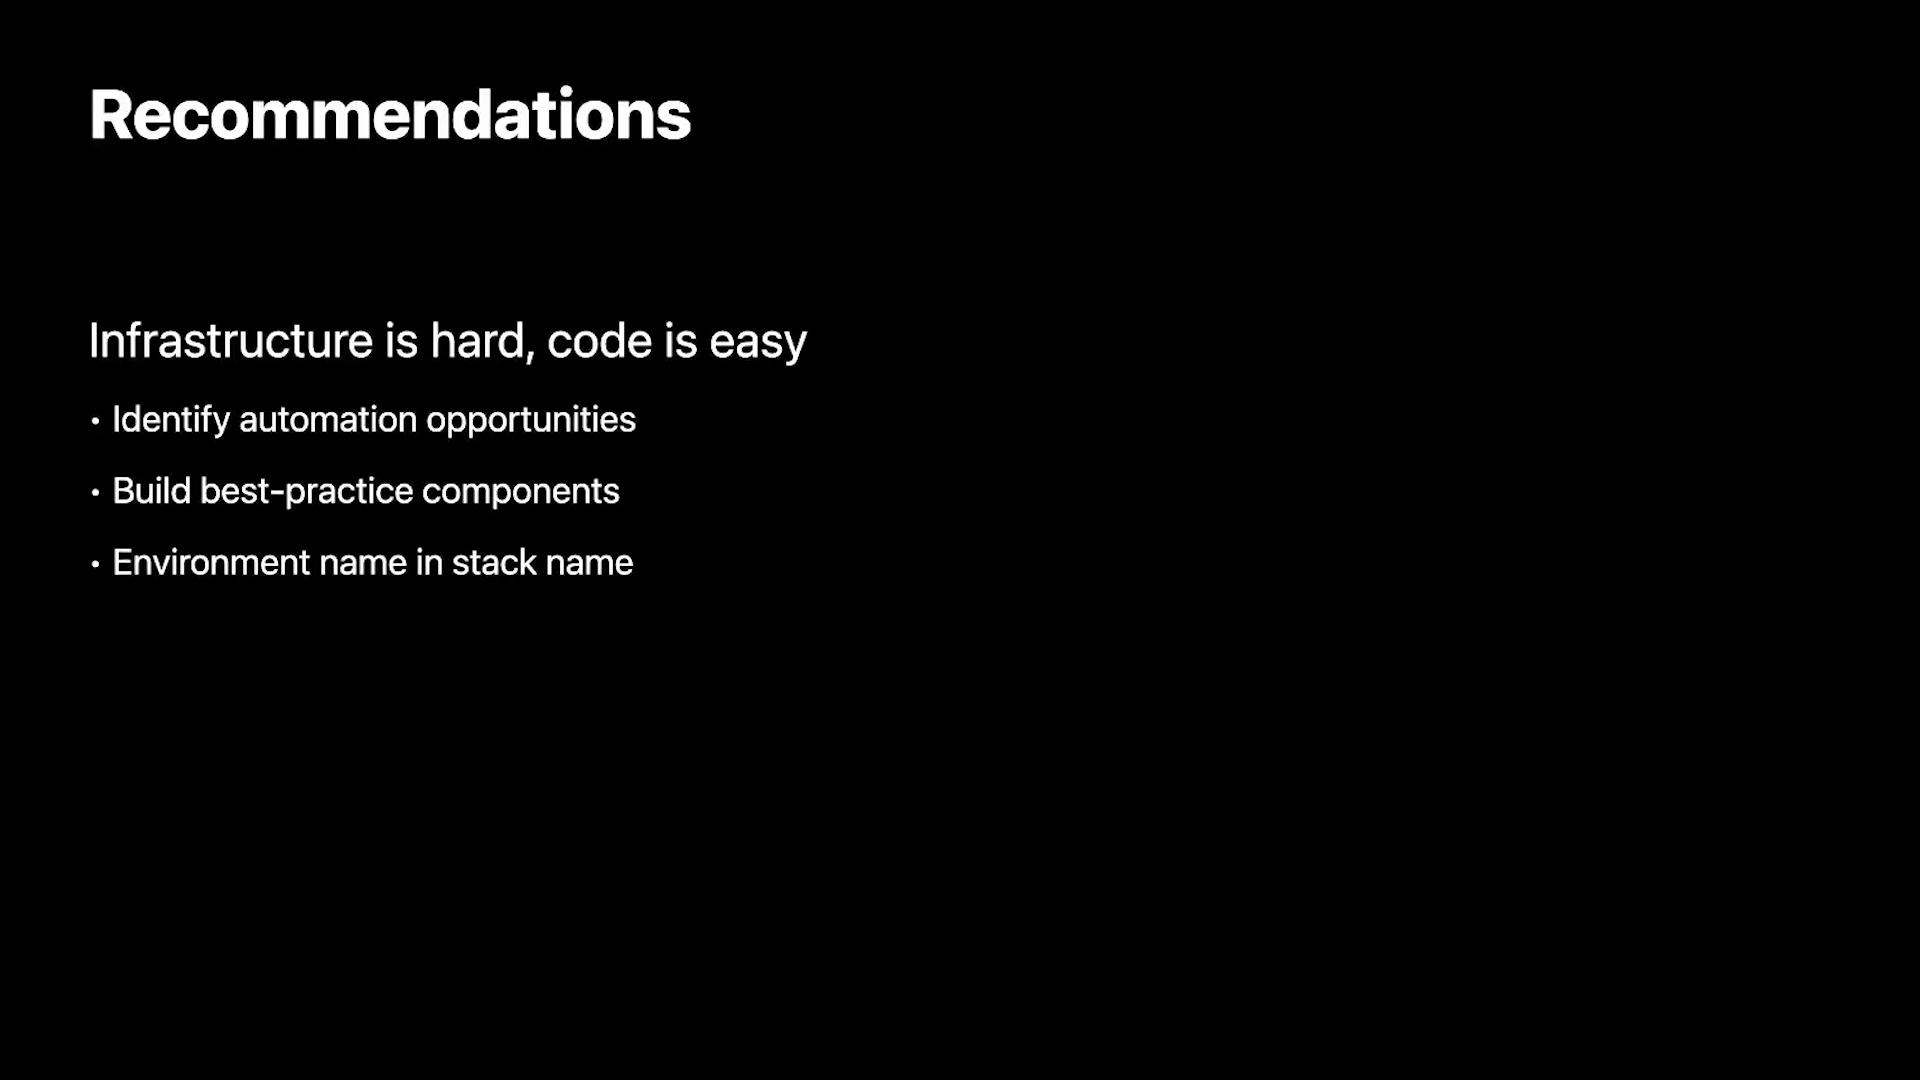 Recommendations
Infrastructure is hard, code is easy
• Identify automation opportunities
• Build best-practice components
• Environment name in stack name